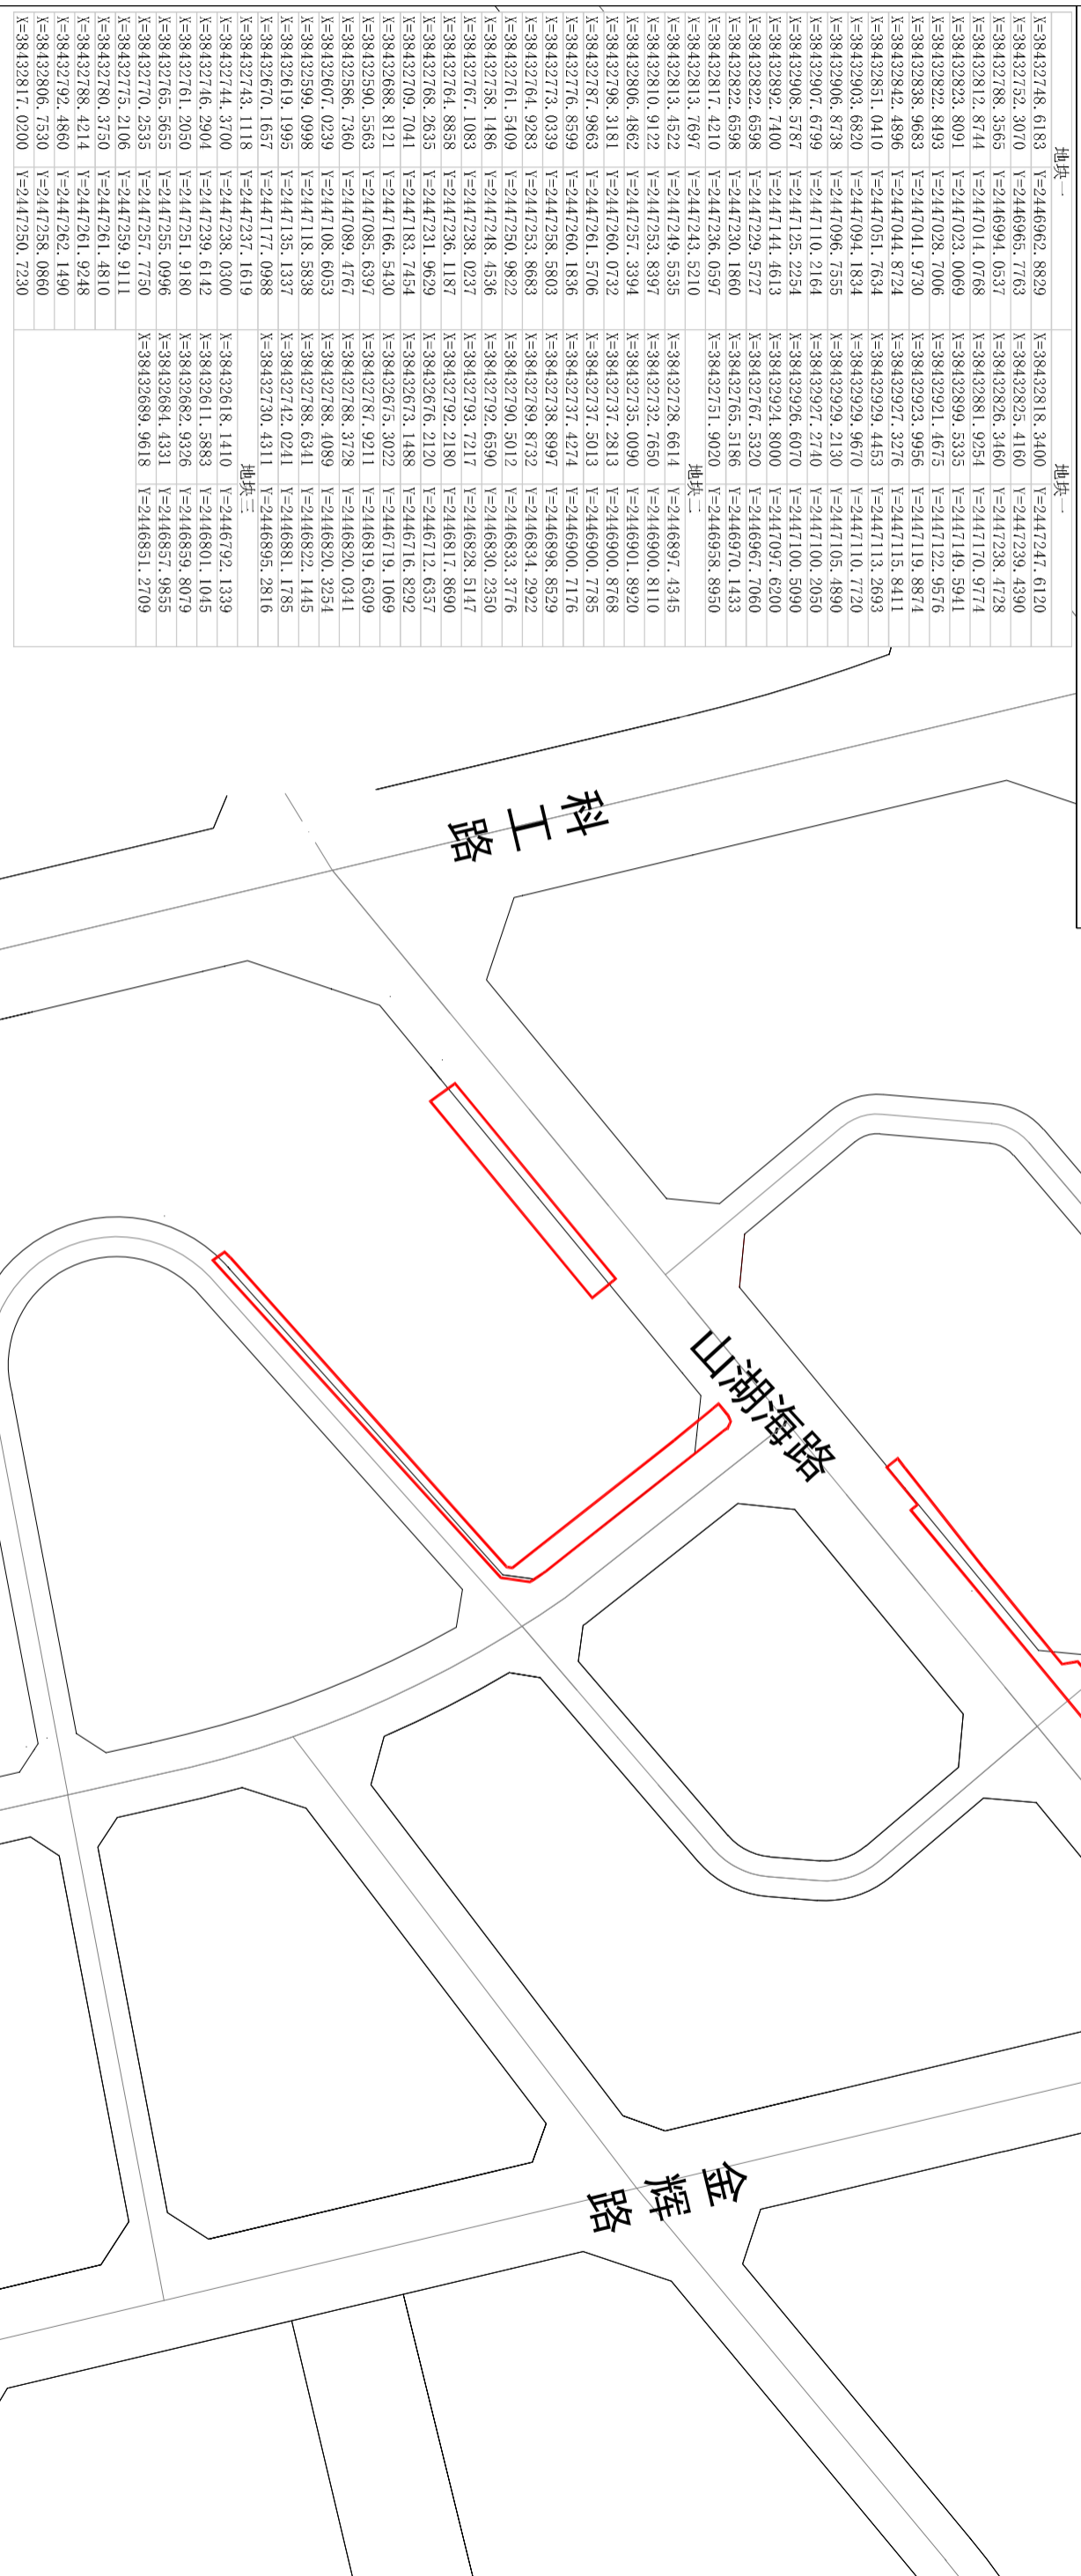 地块一
X=38432748.6183 Y=2446962.8829
X=38432752.3070 Y=2446965.7763
X=38432788.3565 Y=2446994.0537
X=38432812.8744 Y=2447014.0768
X=38432823.8091 Y=2447023.0069
X=38432822.8493 Y=2447028.7006
X=38432838.9683 Y=2447041.9730
X=38432842.4896 Y=2447044.8724
X=38432851.0410 Y=2447051.7634
X=38432903.6820 Y=2447094.1834
X=38432906.8738 Y=2447096.7555
X=38432907.6799 Y=2447110.2164
X=38432908.5787 Y=2447125.2254
X=38432892.7400 Y=2447144.4613
X=38432822.6598 Y=2447229.5727
X=38432822.6598 Y=2447230.1860
X=38432817.4210 Y=2447236.0597
X=38432813.7697 Y=2447243.5210
X=38432813.4522 Y=2447249.5535
X=38432810.9122 Y=2447253.8397
X=38432806.4862 Y=2447257.3394
X=38432798.3181 Y=2447260.0732
X=38432787.9863 Y=2447261.5706
X=38432776.8599 Y=2447260.1836
X=38432773.0339 Y=2447258.5803
X=38432764.9283 Y=2447253.8683
X=38432761.5409 Y=2447250.9822
X=38432758.1486 Y=2447248.4536
X=38432767.1083 Y=2447238.0237
X=38432764.8858 Y=2447236.1187
X=38432768.2635 Y=2447231.9629
X=38432709.7041 Y=2447183.7454
X=38432688.8121 Y=2447166.5430
X=38432590.5563 Y=2447085.6397
X=38432586.7360 Y=2447089.4767
X=38432607.0239 Y=2447108.6053
X=38432599.0998 Y=2447118.5838
X=38432619.1995 Y=2447135.1337
X=38432670.1657 Y=2447177.0988
X=38432743.1118 Y=2447237.1619
X=38432744.3700 Y=2447238.0300
X=38432746.2904 Y=2447239.6142
X=38432761.2050 Y=2447251.9180
X=38432765.5655 Y=2447255.0996
X=38432770.2535 Y=2447257.7750
X=38432775.2106 Y=2447259.9111
X=38432780.3750 Y=2447261.4810
X=38432788.4214 Y=2447261.9248
X=38432792.4860 Y=2447262.1490
X=38432806.7530 Y=2447258.0860
X=38432817.0200 Y=2447250.7230
地块一
X=38432818.3400 Y=2447247.6120
X=38432825.4160 Y=2447239.4390
X=38432826.3460 Y=2447238.4728
X=38432881.9254 Y=2447170.9774
X=38432899.5335 Y=2447149.5941
X=38432921.4675 Y=2447122.9576
X=38432923.9956 Y=2447119.8874
X=38432927.3276 Y=2447115.8411
X=38432929.4453 Y=2447113.2693
X=38432929.9670 Y=2447110.7720
X=38432927.2740 Y=2447100.2050
X=38432926.6070 Y=2447100.5090
X=38432924.8000 Y=2447097.6200
X=38432767.5320 Y=2446967.7060
X=38432765.5186 Y=2446970.1433
X=38432751.9020 Y=2446958.8950
地块二
X=38432728.6614 Y=2446897.4345
X=38432732.7650 Y=2446900.8110
X=38432735.0090 Y=2446901.8920
X=38432737.2813 Y=2446900.8768
X=38432737.5013 Y=2446900.7785
X=38432737.4274 Y=2446900.7176
X=38432738.8997 Y=2446898.8529
X=38432789.8732 Y=2446834.2922
X=38432790.5012 Y=2446833.3776
X=38432792.6590 Y=2446830.2350
X=38432793.7217 Y=2446828.5147
X=38432792.2180 Y=2446817.8690
X=38432676.2120 Y=2446712.6357
X=38432673.1488 Y=2446716.8292
X=38432675.3022 Y=2446719.1069
X=38432787.9211 Y=2446819.6309
X=38432788.3728 Y=2446820.0341
X=38432788.4089 Y=2446820.3254
X=38432788.6341 Y=2446822.1445
X=38432742.0241 Y=2446881.1785
X=38432730.4311 Y=2446895.2816
地块三
X=38432618.1410 Y=2446792.1339
X=38432611.5883 Y=2446801.1045
X=38432682.9326 Y=2446859.8079
X=38432684.4331 Y=2446857.9855
X=38432689.9618 Y=2446851.2709
科工路
山湖海路
金辉路